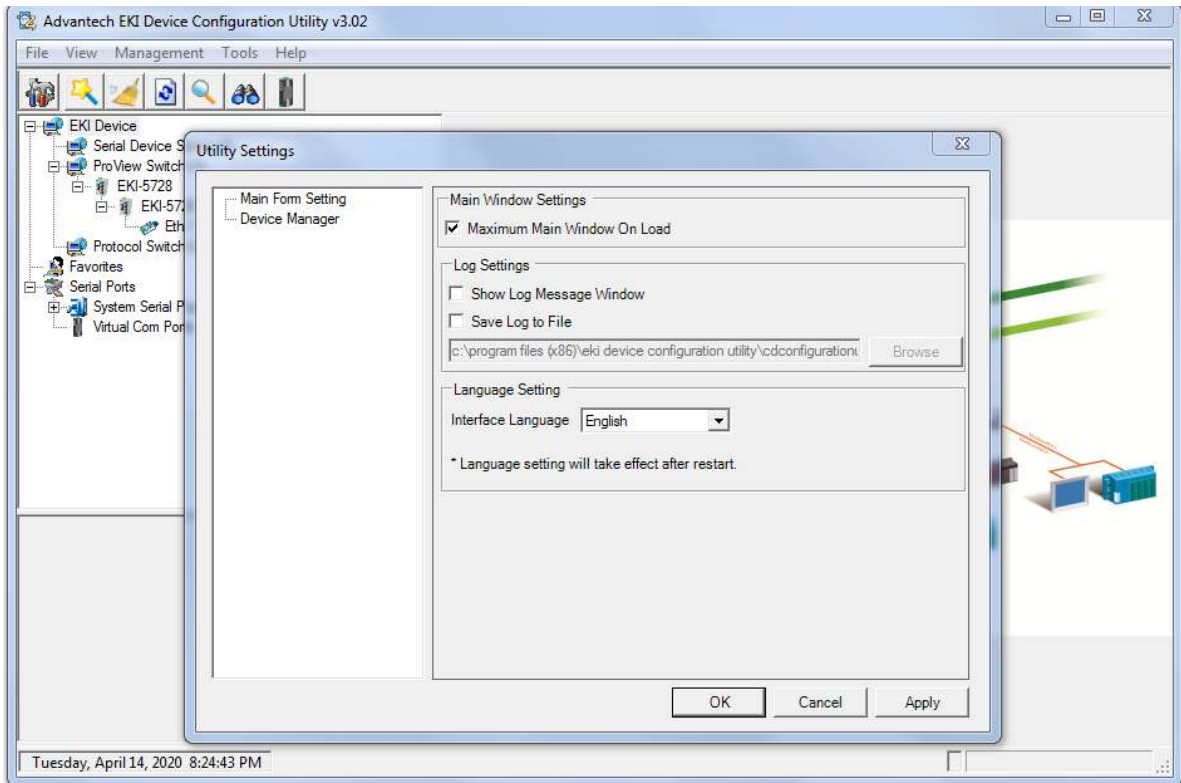 Advantech EKI Device Configuration Utility v3.02
File View Management Tools Help
EKI Device
Serial Device S
ProView Switch
EKI-5728
EKI-57
Eth
Protocol Switch
Favorites
Serial Ports
System Serial P
Virtual Com Por
Utility Settings
Main Form Setting
Device Manager
Main Window Settings
Maximum Main Window On Load
Log Settings
Show Log Message Window
Save Log to File
c:\program files (x86)\eki device configuration utility\cdconfiguration
Browse
Language Setting
Interface Language English
* Language setting will take effect after restart.
OK Cancel Apply
Tuesday, April 14, 2020 8:24:43 PM